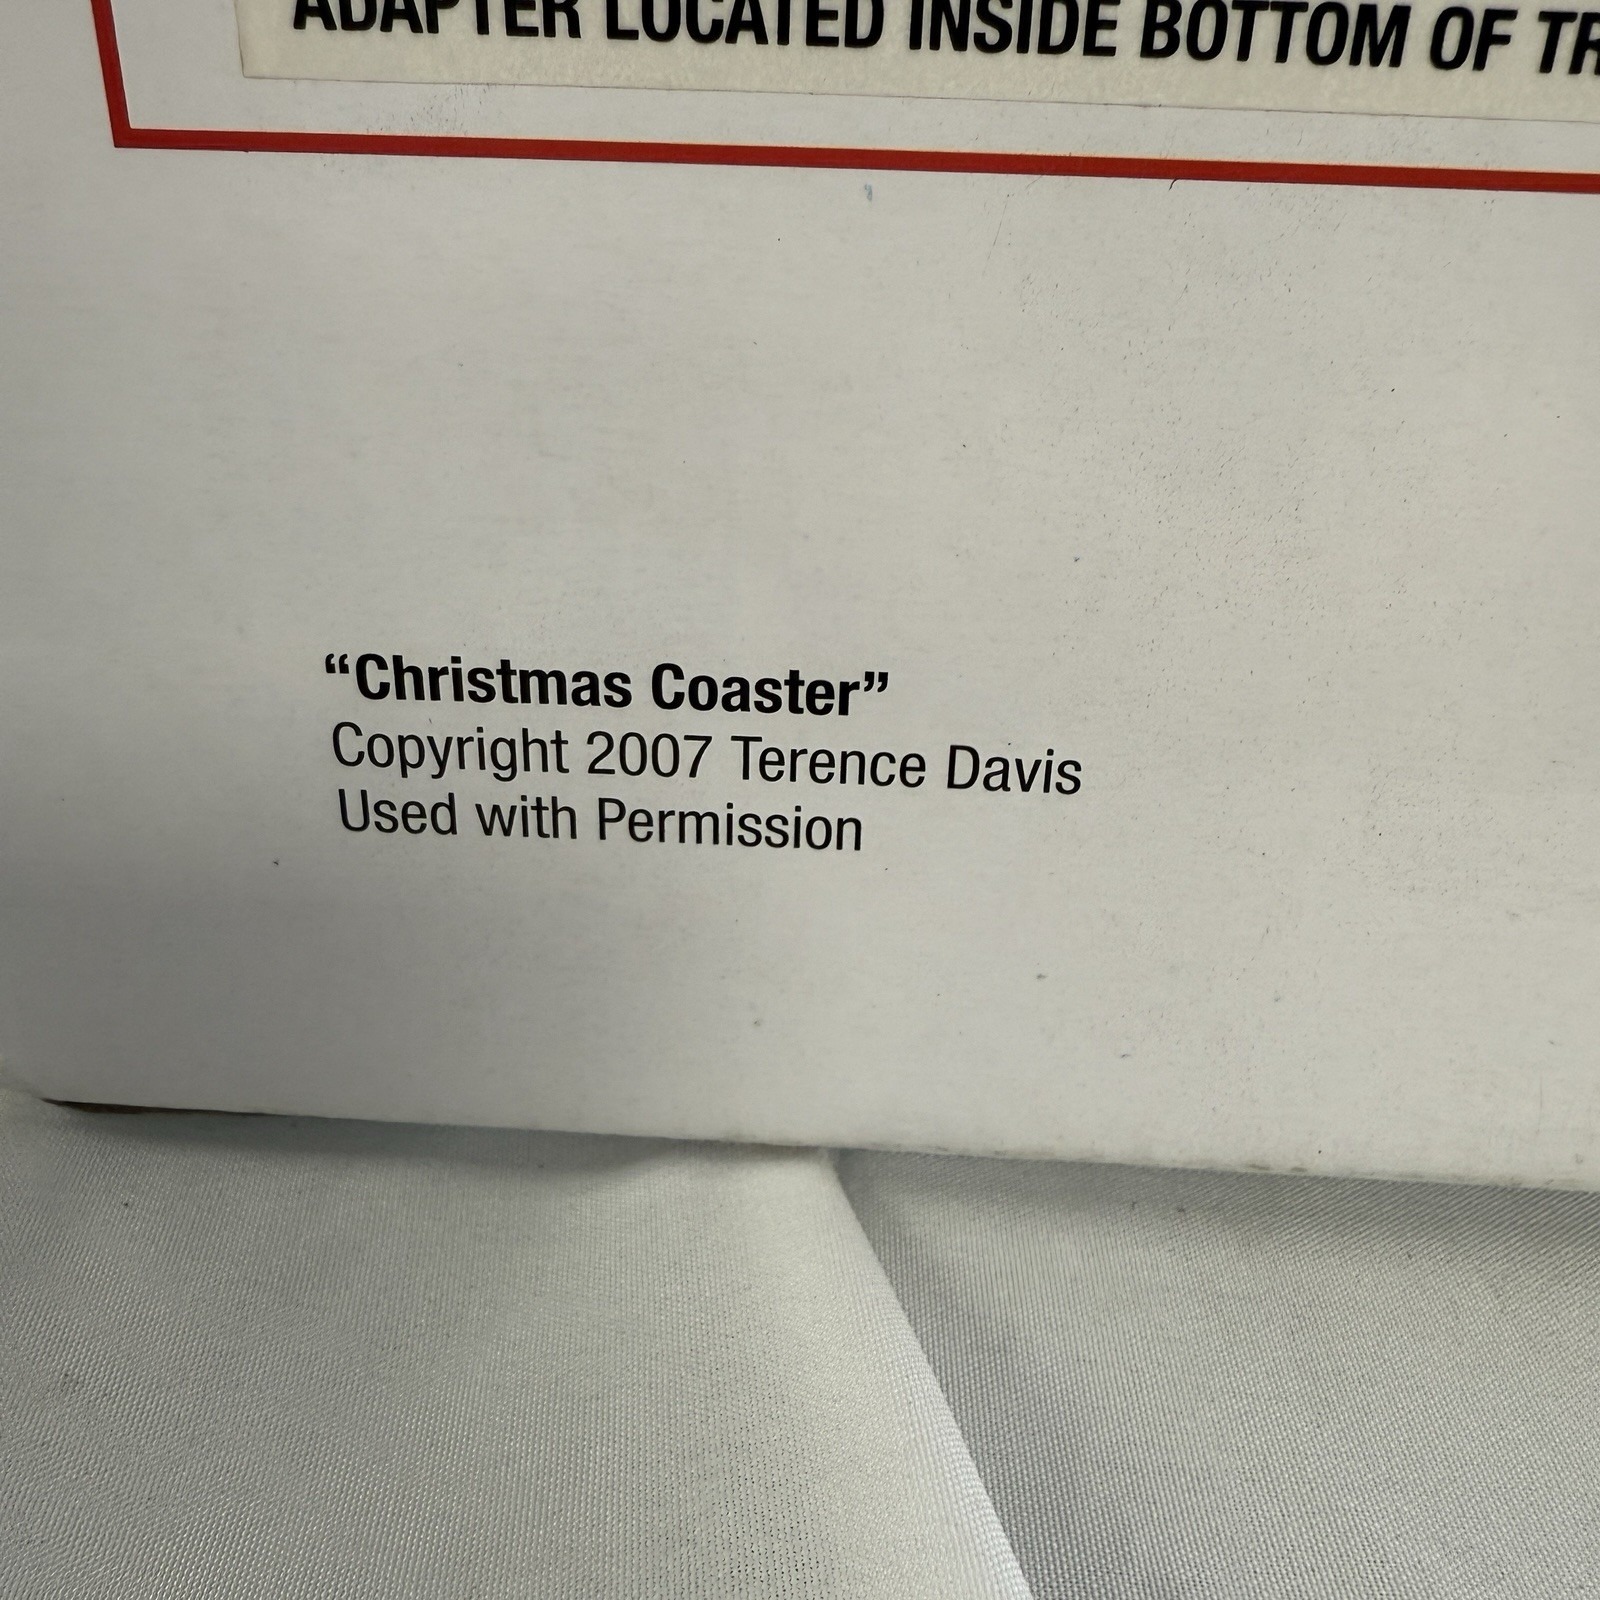 ADAPTER LOCATED INSIDE BOTTOM OF
“Christmas Coaster”
Copyright 2007 Terence Davis
Used with Permission